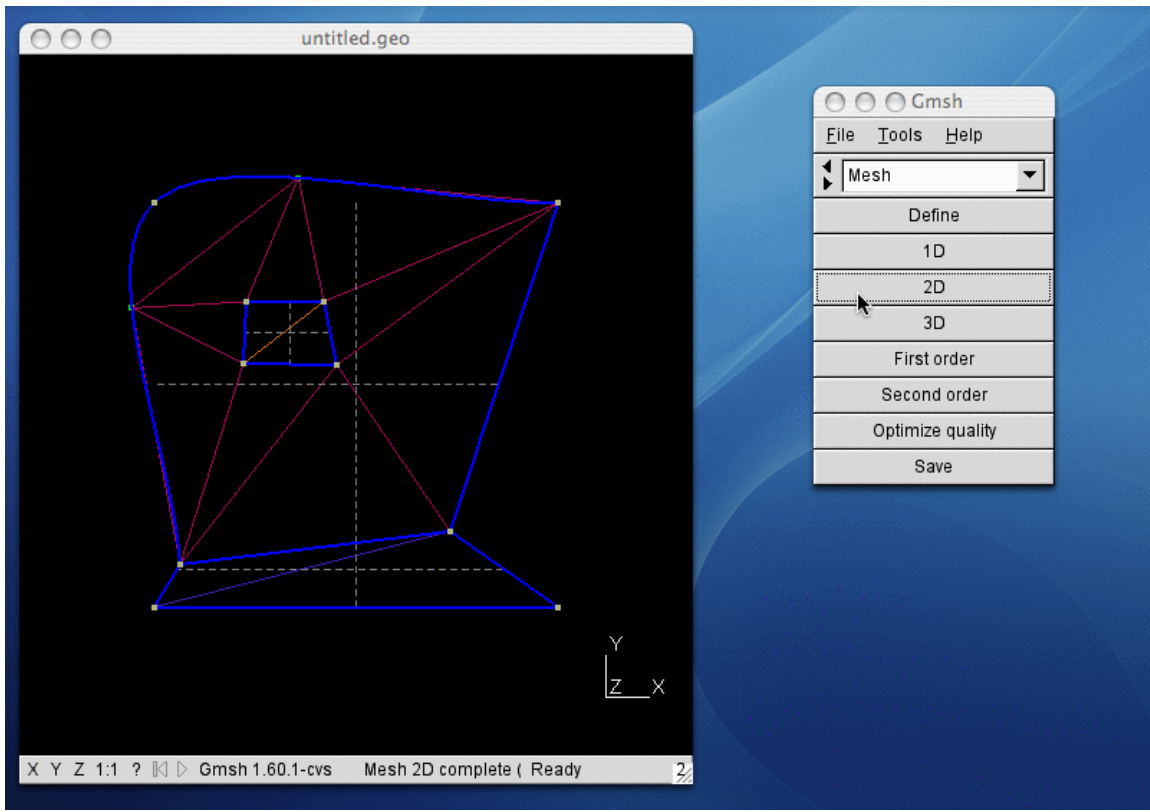 untitled.geo
Y
Z X
X Y Z 1:1 ? Gmsh 1.60.1-cvs Mesh 2D complete ( Ready 2
Gmsh
File Tools Help
Mesh
Define
1D
2D
3D
First order
Second order
Optimize quality
Save